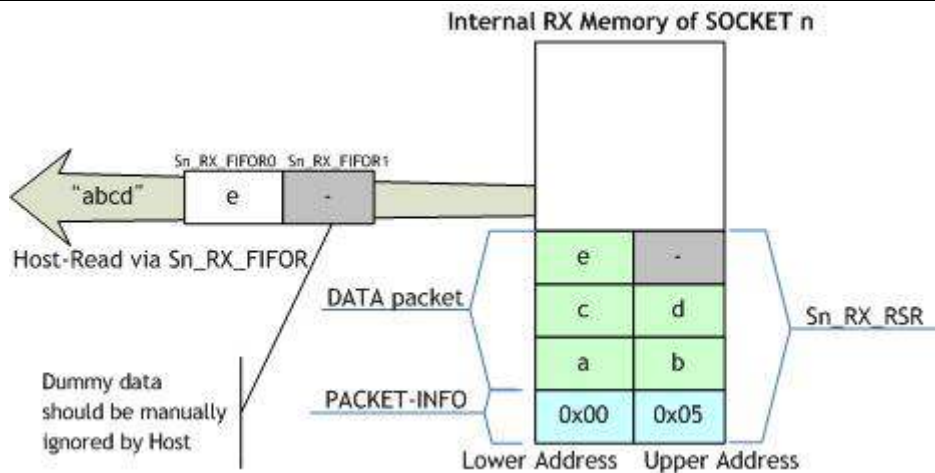 Internal RX Memory of SOCKET n
Sn_RX_FIFOR0 Sn_RX_FIFOR1
"abcd" e -
Host-Read via Sn_RX_FIFOR
e -
DATA packet
c d
Sn_RX_RSR
a b
Dummy data
should be manually
ignored by Host
PACKET-INFO
0x00 0x05
Lower Address Upper Address